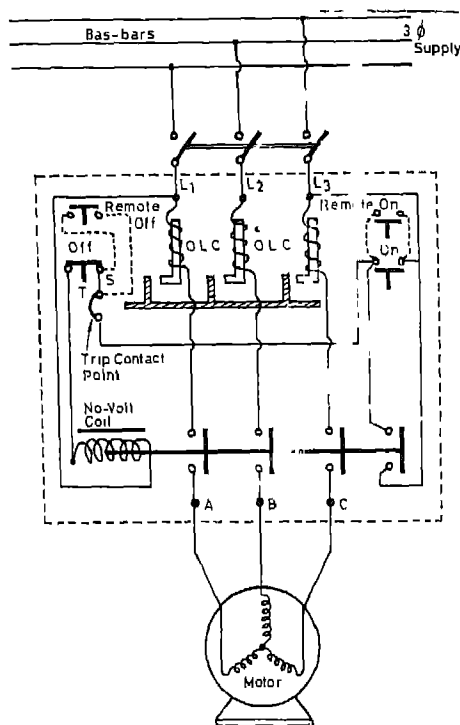 Bas-bars
3 ϕ
Supply
L1
L2
L3
Remote
Off
Remote On
Off
OLC
OLC
On
S
T
Trip Contact
Point
No-Volt
Coil
A
B
C
Motor